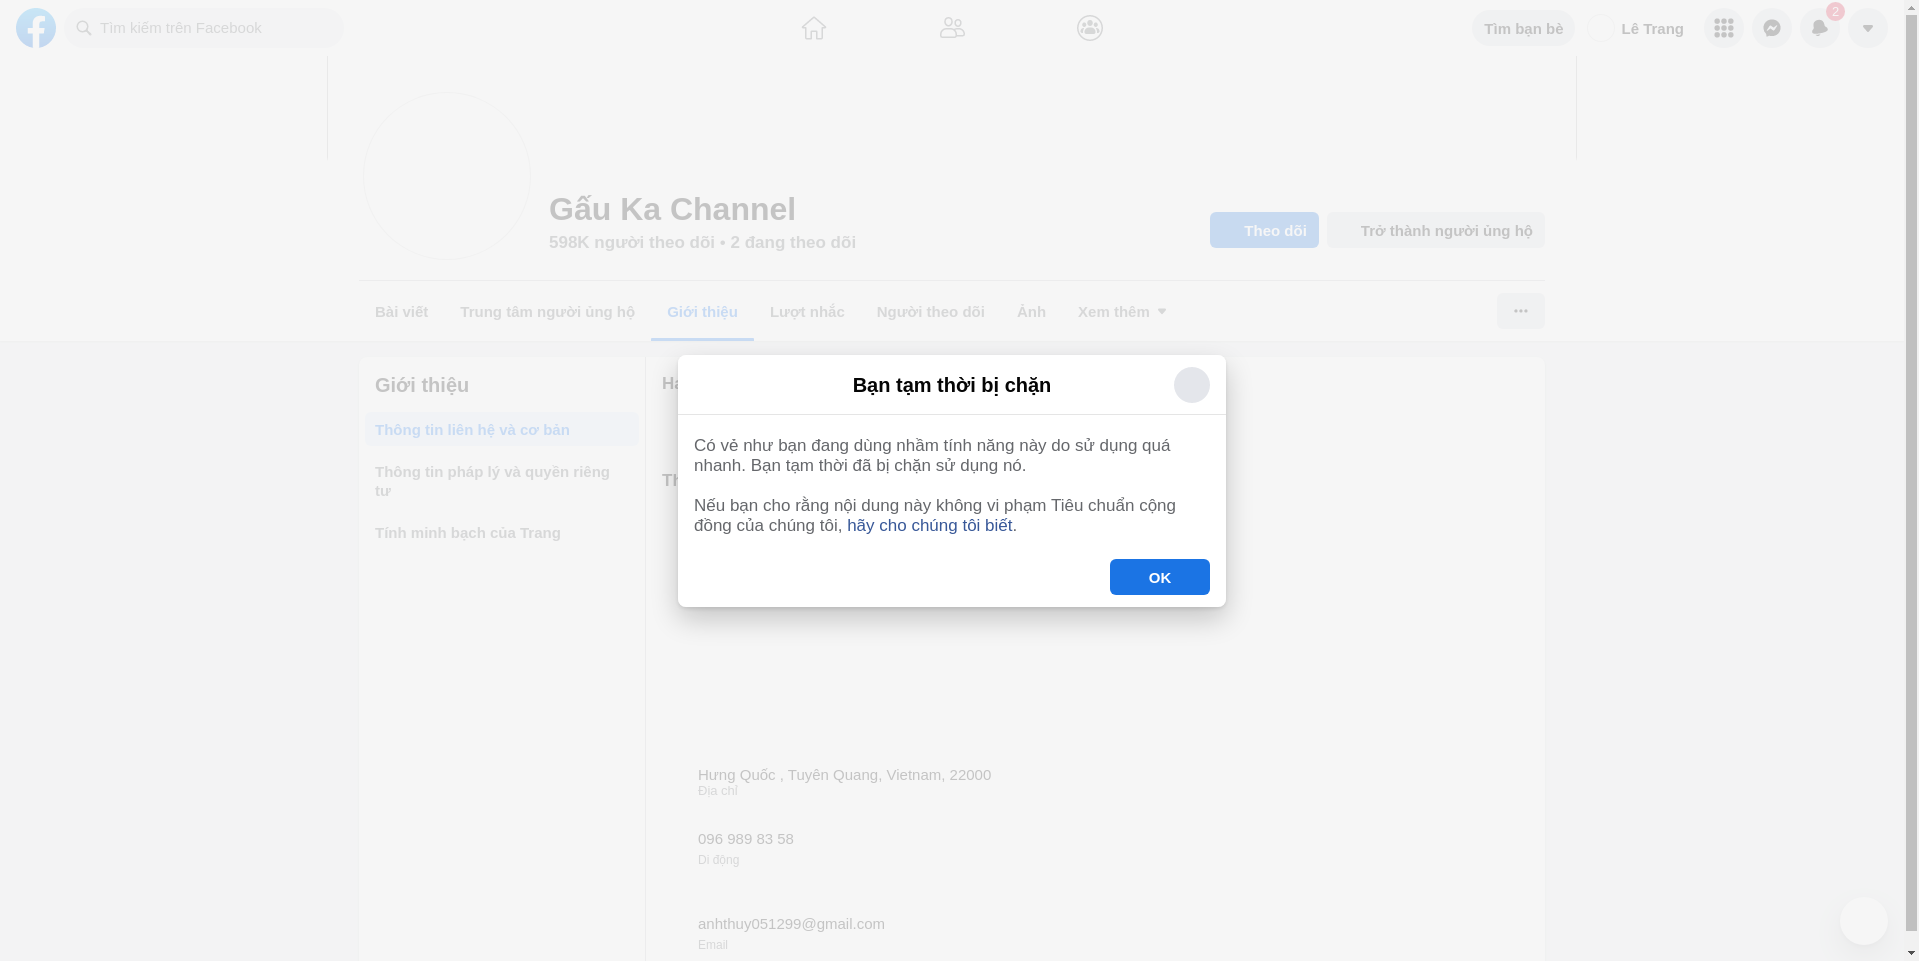 Tìm kiếm trên Facebook
Tìm bạn bè
Lê Trang
2
Gấu Ka Channel
598K người theo dõi • 2 đang theo dõi
Theo dõi
Trở thành người ủng hộ
Bài viết
Trung tâm người ủng hộ
Giới thiệu
Lượt nhắc
Người theo dõi
Ảnh
Xem thêm
Giới thiệu
Thông tin liên hệ và cơ bản
Thông tin pháp lý và quyền riêng
tư
Tính minh bạch của Trang
Bạn tạm thời bị chặn
Có vẻ như bạn đang dùng nhầm tính năng này do sử dụng quá
nhanh. Bạn tạm thời đã bị chặn sử dụng nó.
Nếu bạn cho rằng nội dung này không vi phạm Tiêu chuẩn cộng
đồng của chúng tôi, hãy cho chúng tôi biết.
OK
Hưng Quốc , Tuyên Quang, Vietnam, 22000
Địa chỉ
096 989 83 58
Di động
anhthuy051299@gmail.com
Email